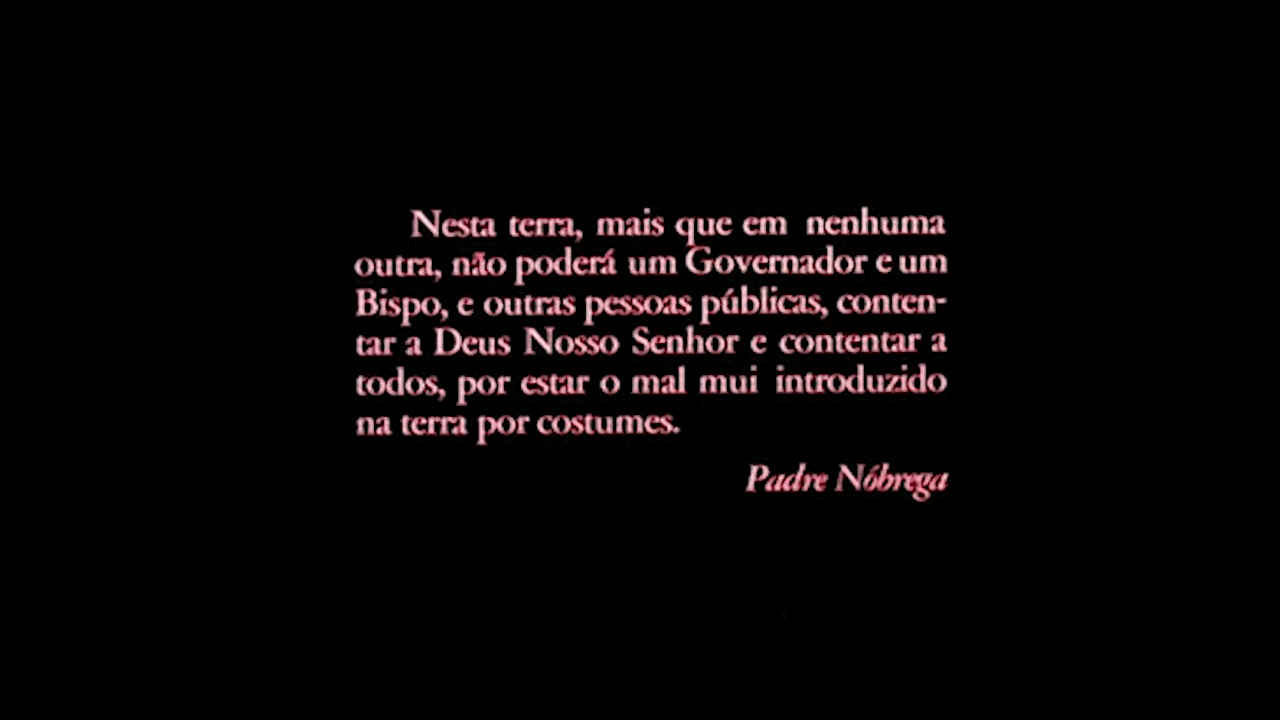 Nesta terra, mais que em nenhuma
outra, não poderá um Governador e um
Bispo, e outras pessoas públicas, conten-
tar a Deus Nosso Senhor e contentar a
todos, por estar o mal mui introduzido
na terra por costumes.
Padre Nóbrega